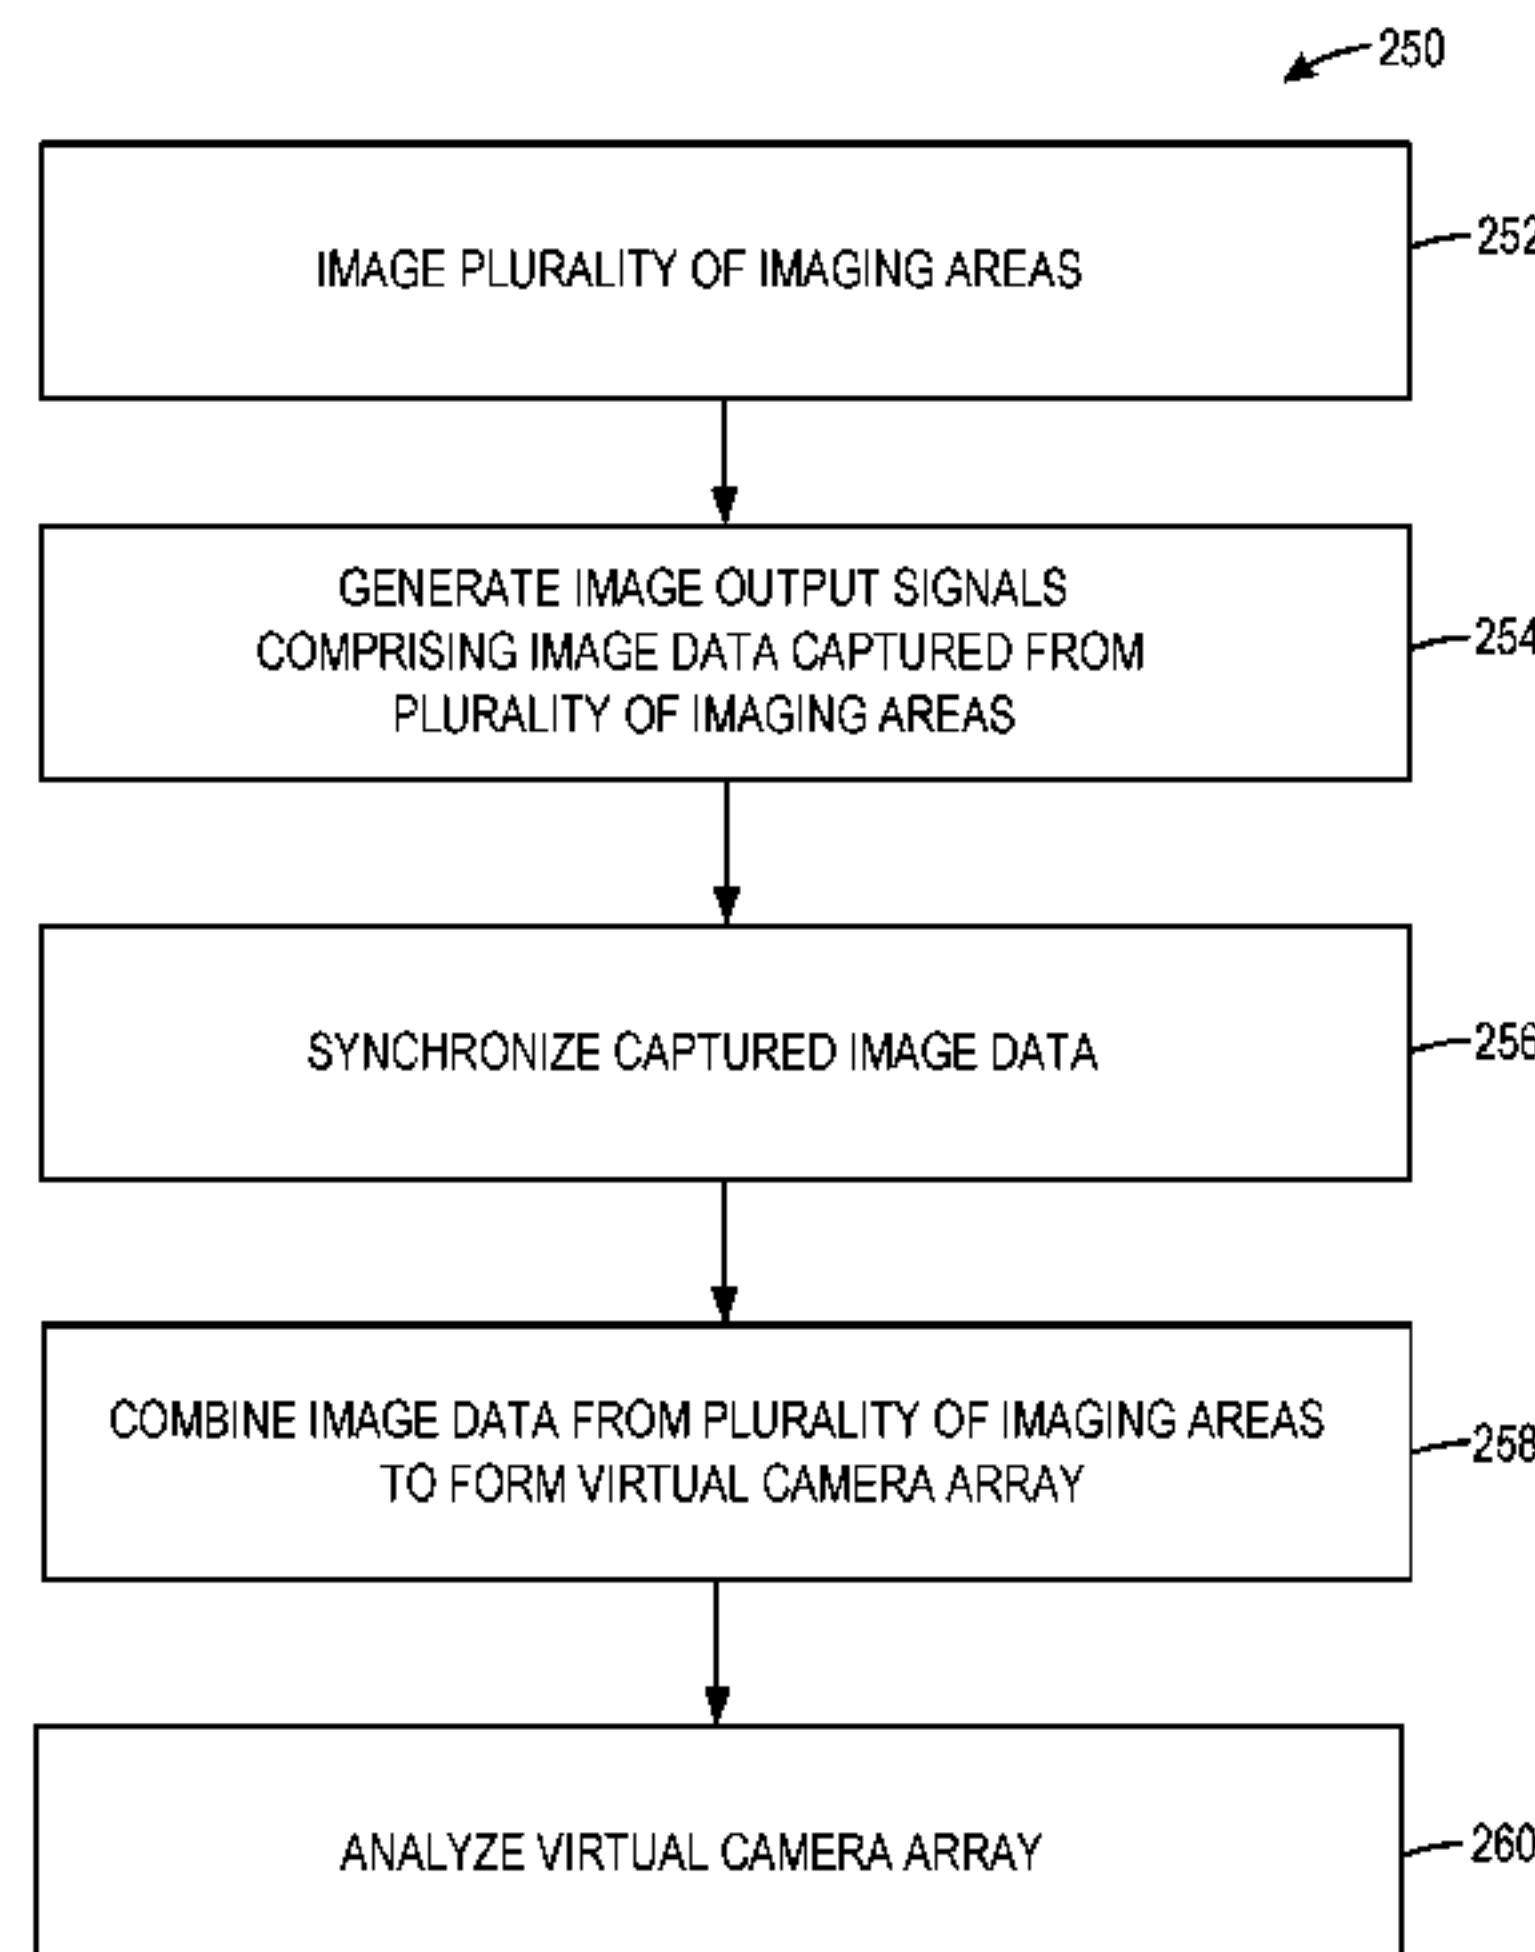 250
IMAGE PLURALITY OF IMAGING AREAS
252
GENERATE IMAGE OUTPUT SIGNALS
COMPRISING IMAGE DATA CAPTURED FROM
PLURALITY OF IMAGING AREAS
254
SYNCHRONIZE CAPTURED IMAGE DATA
256
COMBINE IMAGE DATA FROM PLURALITY OF IMAGING AREAS
TO FORM VIRTUAL CAMERA ARRAY
258
ANALYZE VIRTUAL CAMERA ARRAY
260